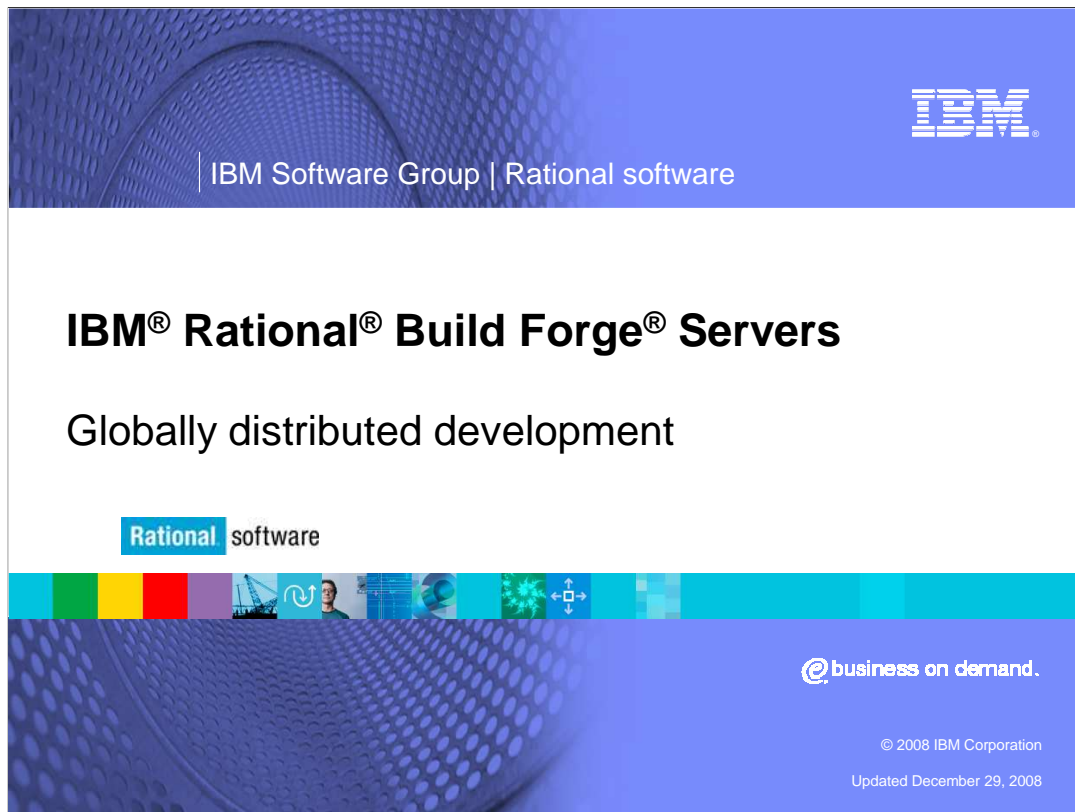 IBM®
IBM Software Group | Rational software
IBM® Rational® Build Forge® Servers
Globally distributed development
Rational software
e business on demand.
© 2008 IBM Corporation
Updated December 29, 2008